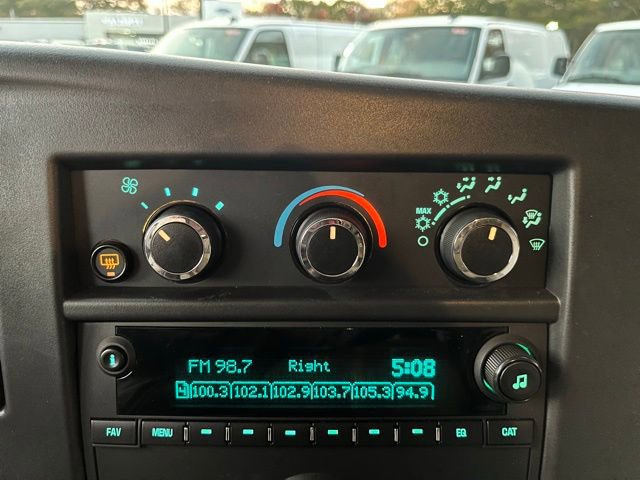 MAX
FM 98.7 Right 5:08
4 100.3 102.1 102.9 103.7 105.3 94.9
i
FAV MENU EQ CAT